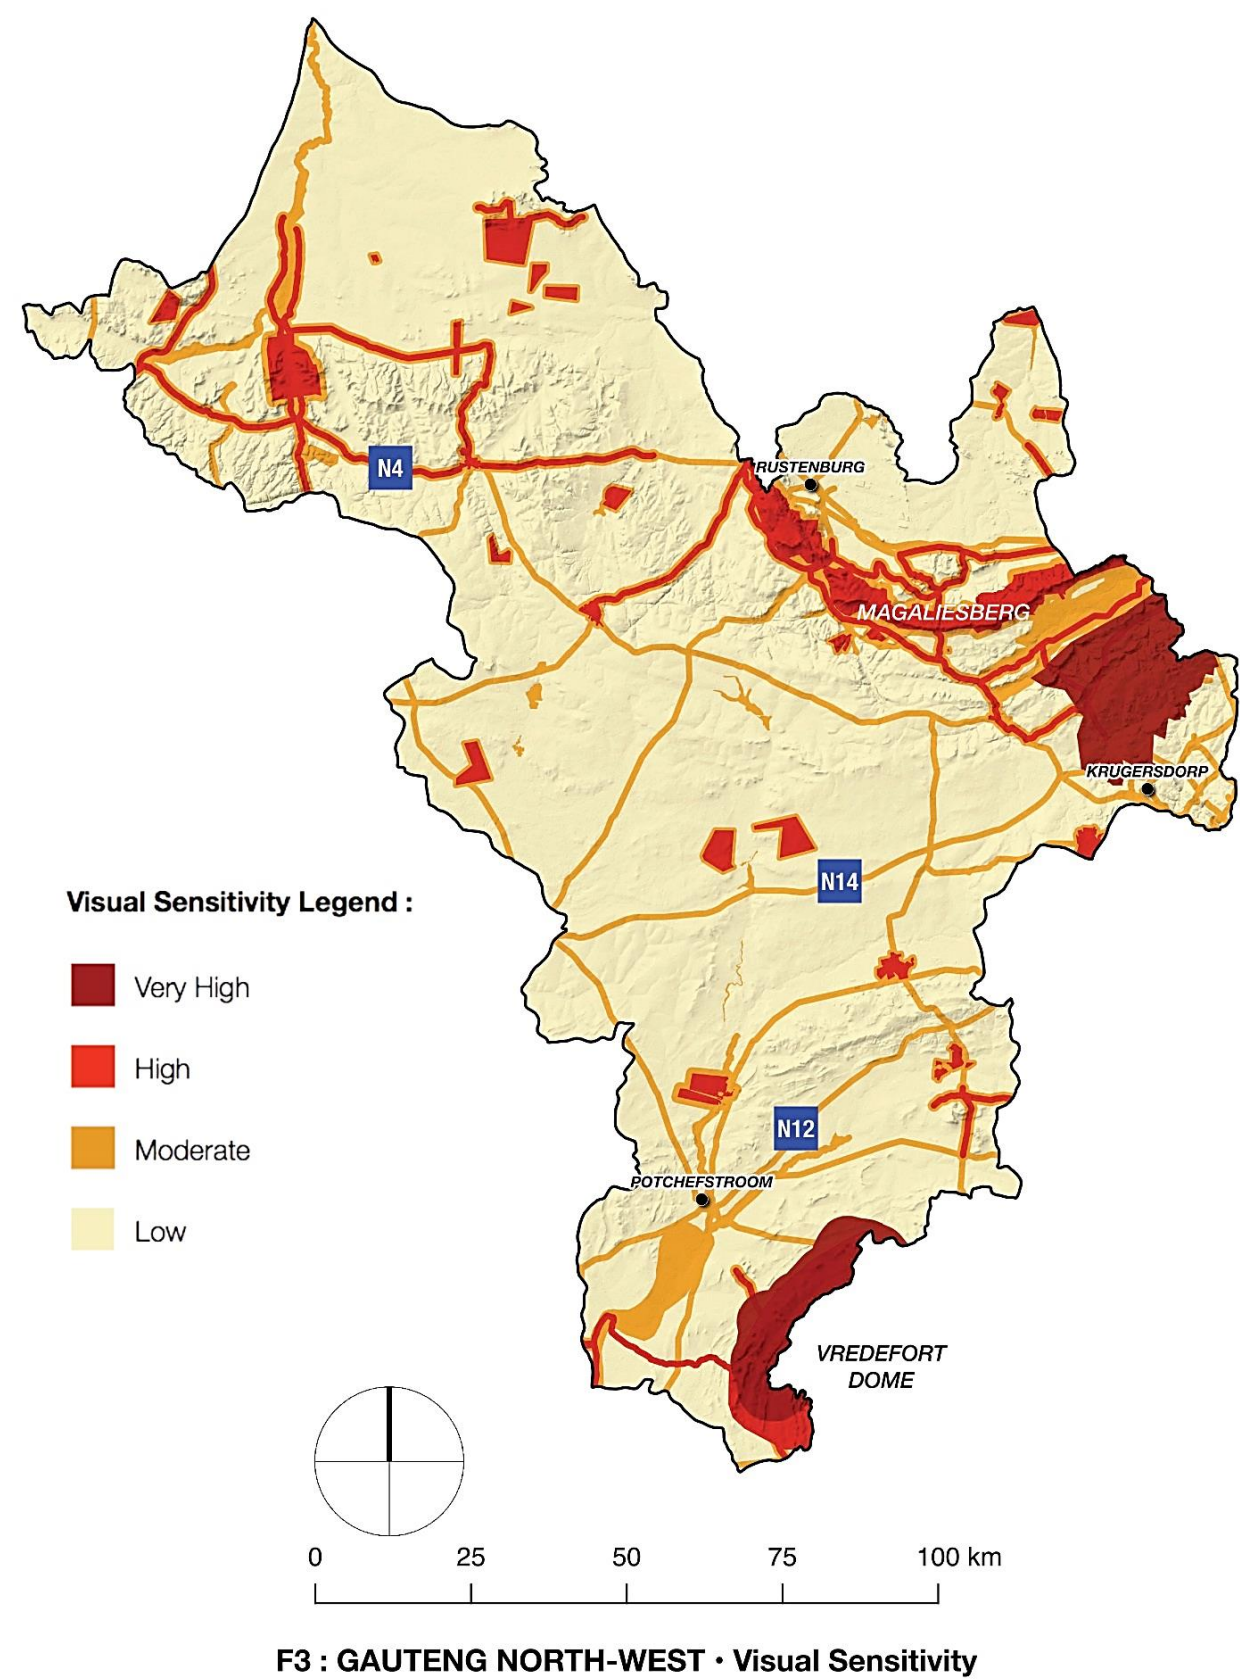 N4
RUSTENBURG
MAGALIESBERG
KRUGERSDORP
N14
Visual Sensitivity Legend :
Very High
High
Moderate
Low
N12
POTCHEFSTROOM
VREDEFORT
DOME
0 25 50 75 100 km
F3 : GAUTENG NORTH-WEST · Visual Sensitivity